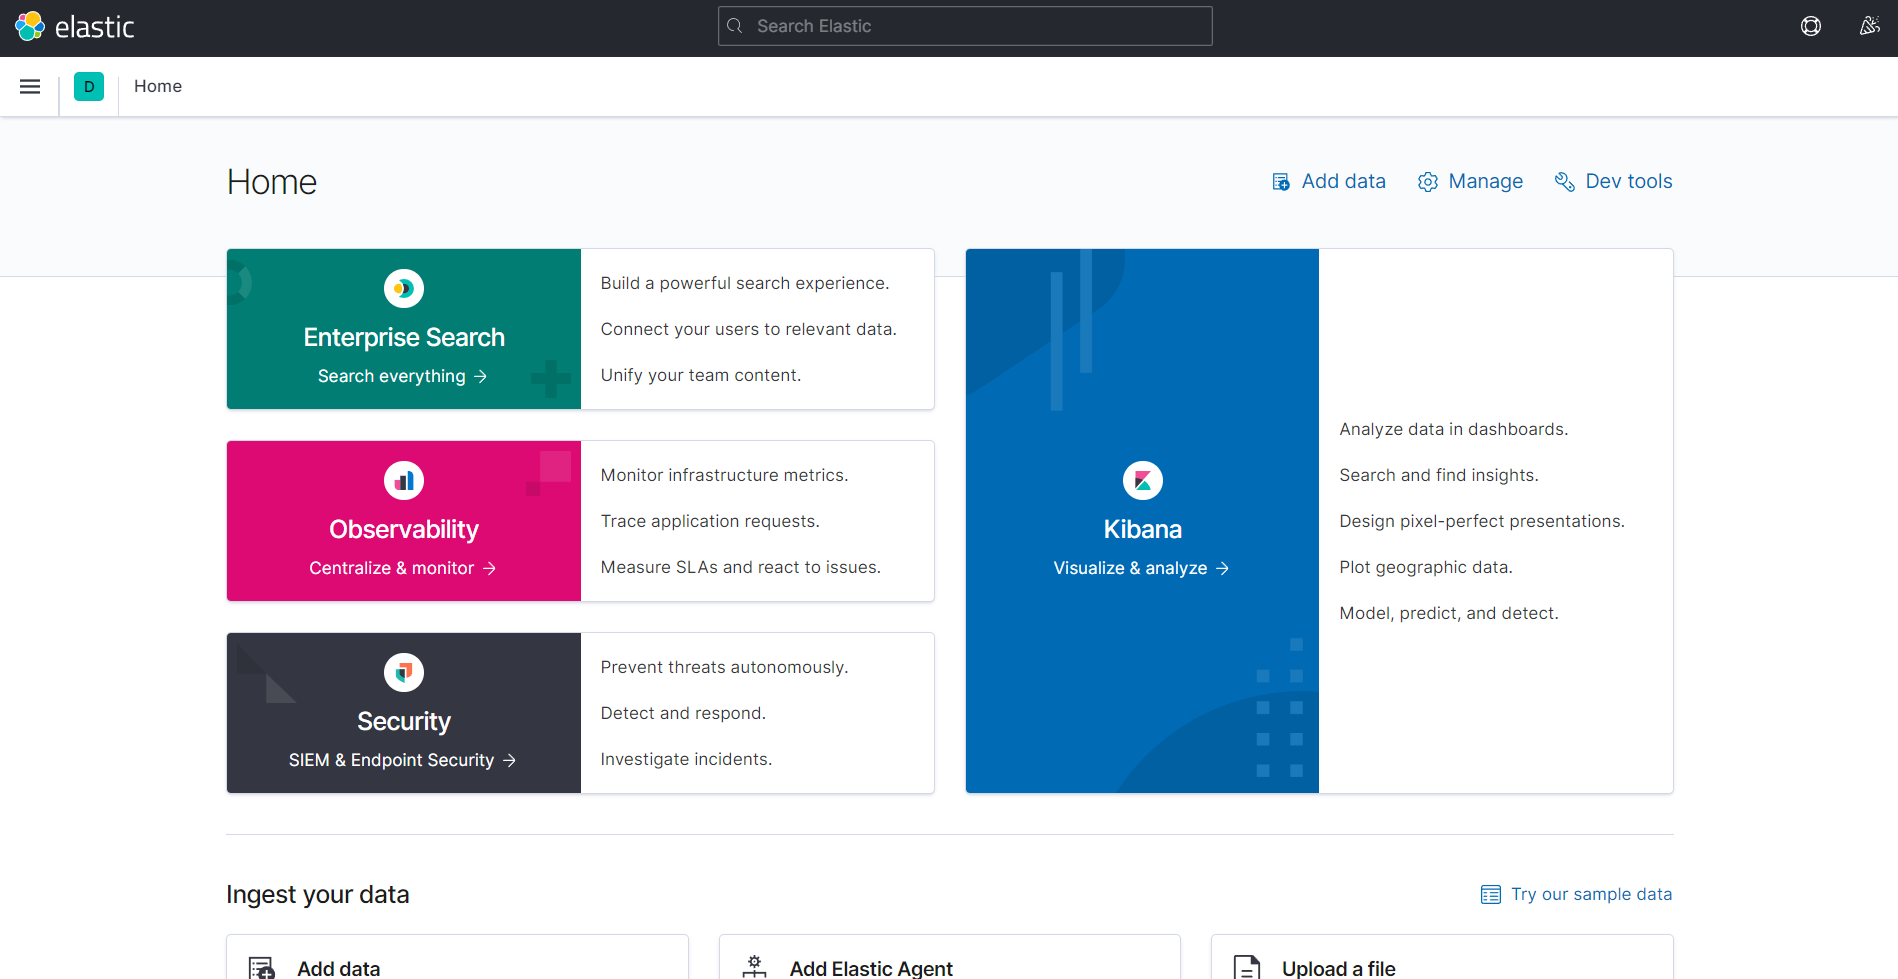 elastic
Search Elastic
D
Home
Home
Add data
Manage
Dev tools
Enterprise Search
Search everything →
Build a powerful search experience.
Connect your users to relevant data.
Unify your team content.
Observability
Centralize & monitor →
Monitor infrastructure metrics.
Trace application requests.
Measure SLAs and react to issues.
Security
SIEM & Endpoint Security →
Prevent threats autonomously.
Detect and respond.
Investigate incidents.
Kibana
Visualize & analyze →
Analyze data in dashboards.
Search and find insights.
Design pixel-perfect presentations.
Plot geographic data.
Model, predict, and detect.
Ingest your data
Try our sample data
Add data
Add Elastic Agent
Upload a file